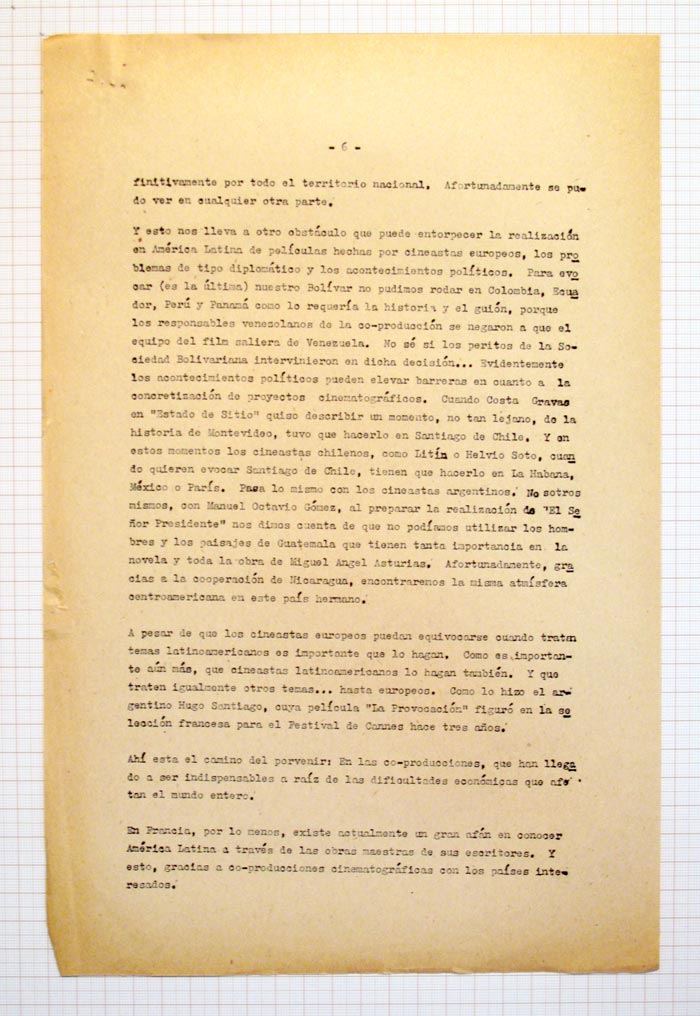 - 6 -
finitivamente por todo el territorio nacional. Afortunadamente se pu-
do ver en cualquier otra parte.
Y esto nos lleva a otro obstáculo que puede entorpecer la realización
en América Latina de películas hechas por cineastas europeos, los pro
blemas de tipo diplomático y los acontecimientos políticos. Para evo
car (es la última) nuestro Bolívar no pudimos rodar en Colombia, Ecua
dor, Perú y Panamá como lo requería la historia y el guión, porque
los responsables venezolanos de la co-producción se negaron a que el
equipo del film saliera de Venezuela. No sé si los peritos de la So-
ciedad Bolivariana intervinieron en dicha decisión... Evidentemente
los acontecimientos políticos pueden elevar barreras en cuanto a la
concretización de proyectos cinematográficos. Cuando Costa Gravas
en "Estado de Sitio" quiso describir un momento, no tan lejano, de la
historia de Montevideo, tuvo que hacerlo en Santiago de Chile. Y en
estos momentos los cineastas chilenos, como Litín o Helvio Soto, cuan
do quieren evocar Santiago de Chile, tienen que hacerlo en La Habana,
México o París. Pasa lo mismo con los cineastas argentinos. No sotros
mismos, con Manuel Octavio Gómez, al preparar la realización de "El Se
ñor Presidente" nos dimos cuenta de que no podíamos utilizar los hom-
bres y los paisajes de Guatemala que tienen tanta importancia en la
novela y toda la obra de Miguel Angel Asturias. Afortunadamente, gra
cias a la cooperación de Nicaragua, encontraremos la misma atmísfera
centroamericana en este país hermano.
A pesar de que los cineastas europeos puedan equivocarse cuando tratan
temas latinoamericanos es importante que lo hagan. Como es importan-
te aún más, que cineastas latinoamericanos lo hagan también. Y que
traten igualmente otros temas... hasta europeos. Como lo hizo el ar-
gentino Hugo Santiago, cuya película "La Provocación" figuró en la se
lección francesa para el Festival de Cannes hace tres años.
Ahí esta el camino del porvenir: En las co-producciones, que han llega
do a ser indispensables a raíz de las dificultades económicas que afe
tan el mundo entero.
En Francia, por lo menos, existe actualmente un gran afán en conocer
América Latina a través de las obras maestras de sus escritores. Y
esto, gracias a co-producciones cinematográficas con los países inte-
resados.